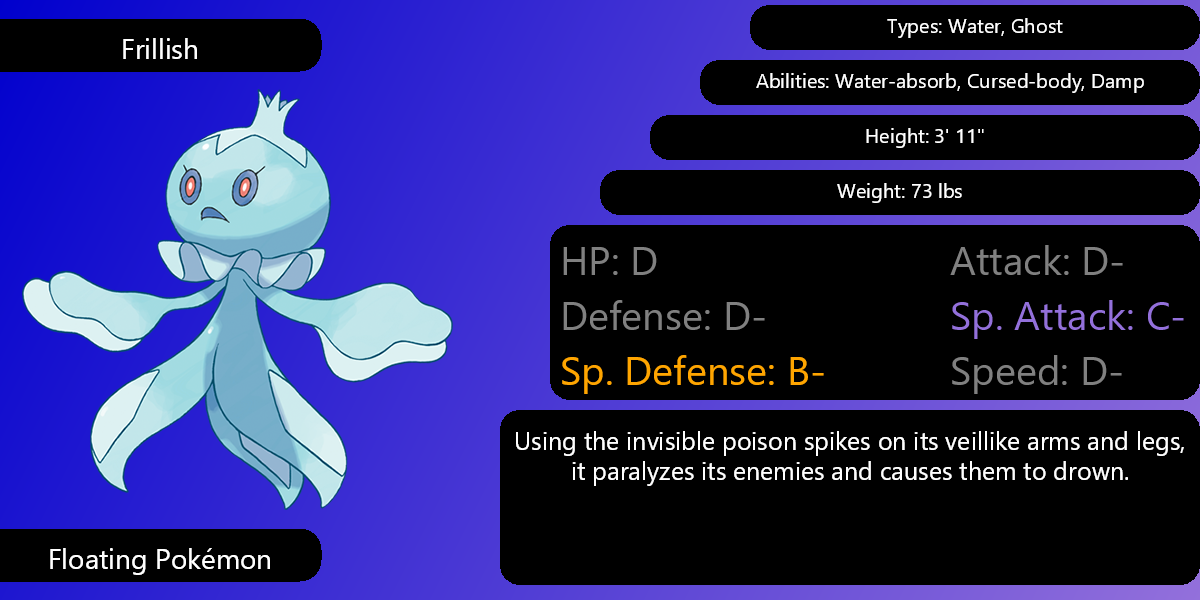 Frillish
Types: Water, Ghost
Abilities: Water-absorb, Cursed-body, Damp
Height: 3' 11"
Weight: 73 lbs
HP: D
Attack: D-
Defense: D-
Sp. Attack: C-
Sp. Defense: B-
Speed: D-
Using the invisible poison spikes on its veillike arms and legs,
it paralyzes its enemies and causes them to drown.
Floating Pokémon